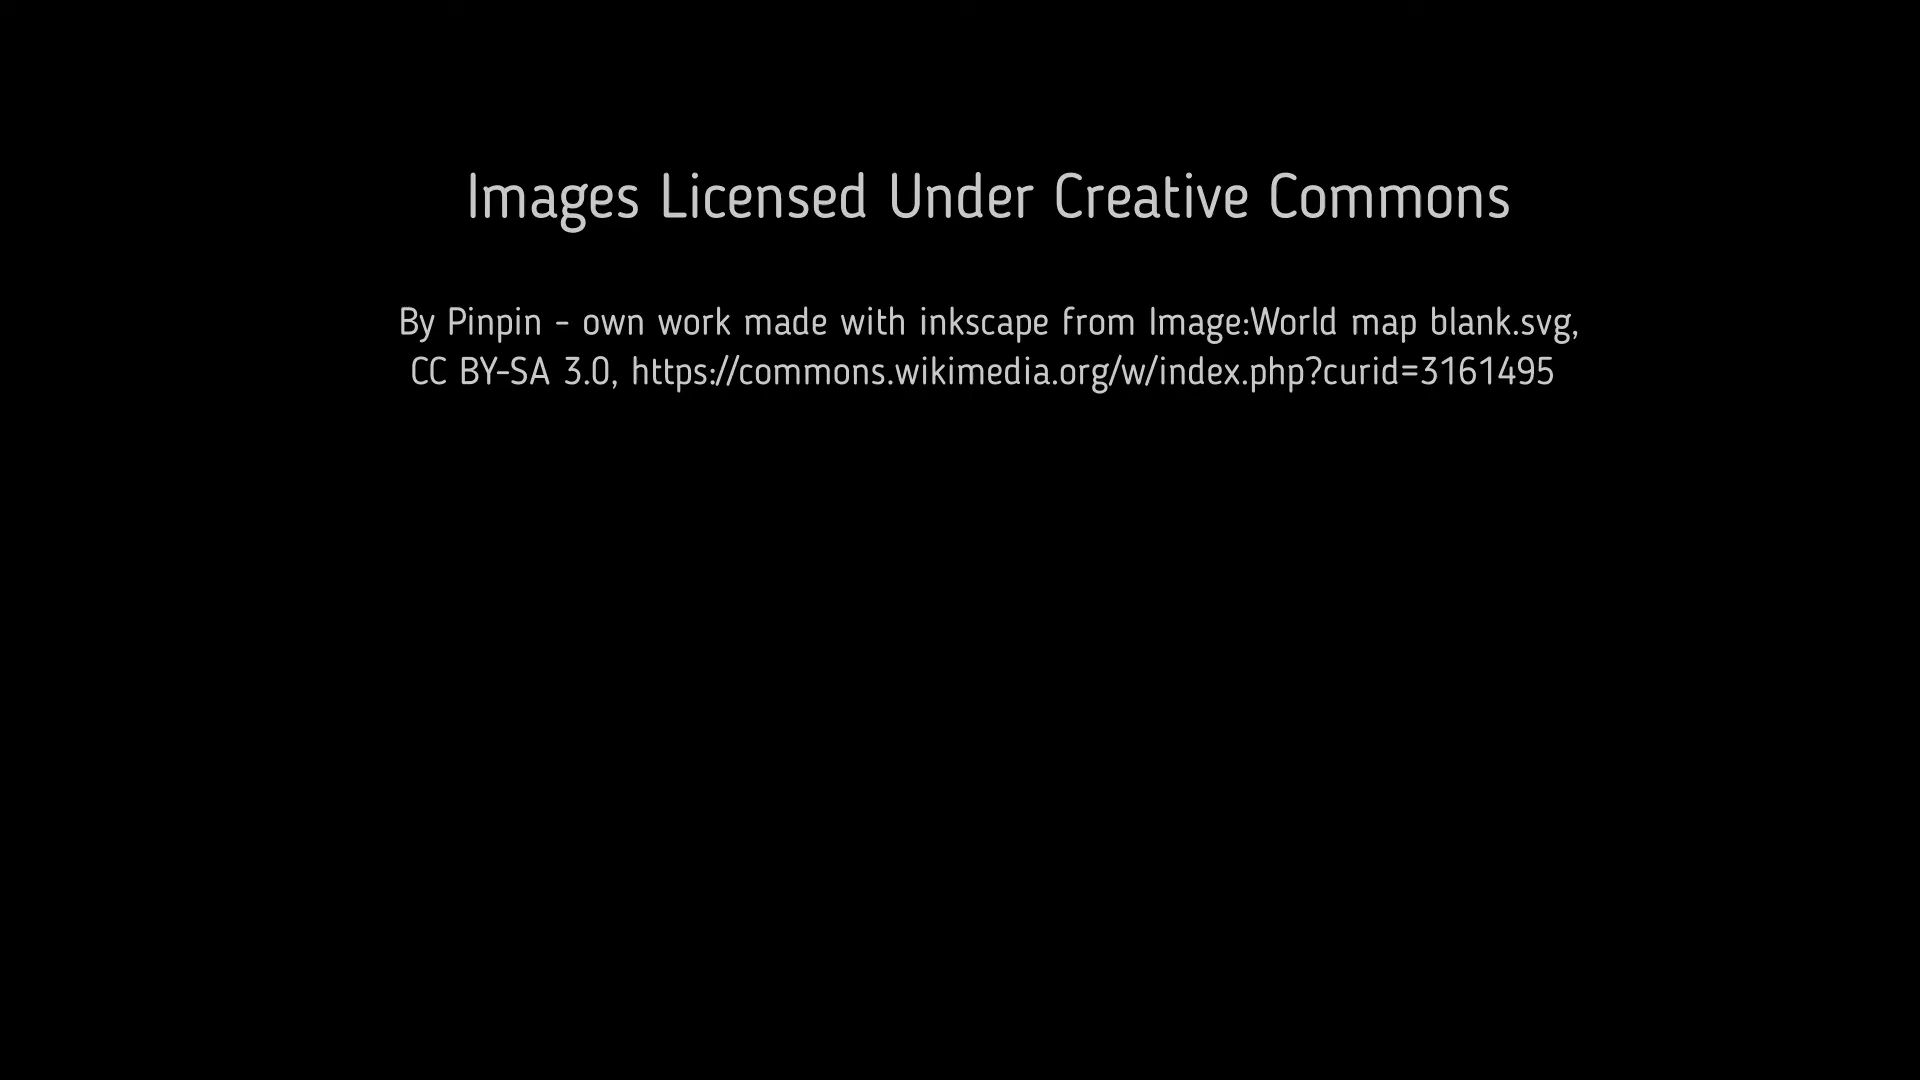 Images Licensed Under Creative Commons
By Pinpin - own work made with inkscape from Image:World map blank.svg,
CC BY-SA 3.0, https://commons.wikimedia.org/w/index.php?curid=3161495